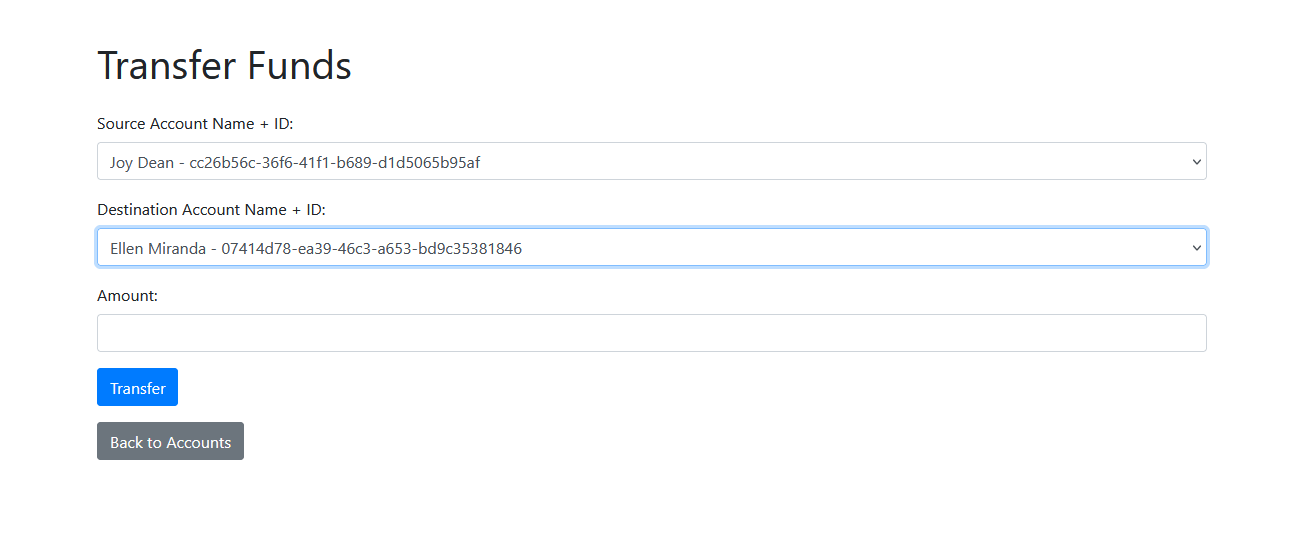 Transfer Funds
Source Account Name + ID:
Joy Dean - cc26b56c-36f6-41f1-b689-d1d5065b95af
Destination Account Name + ID:
Ellen Miranda - 07414d78-ea39-46c3-a653-bd9c35381846
Amount:
Transfer
Back to Accounts